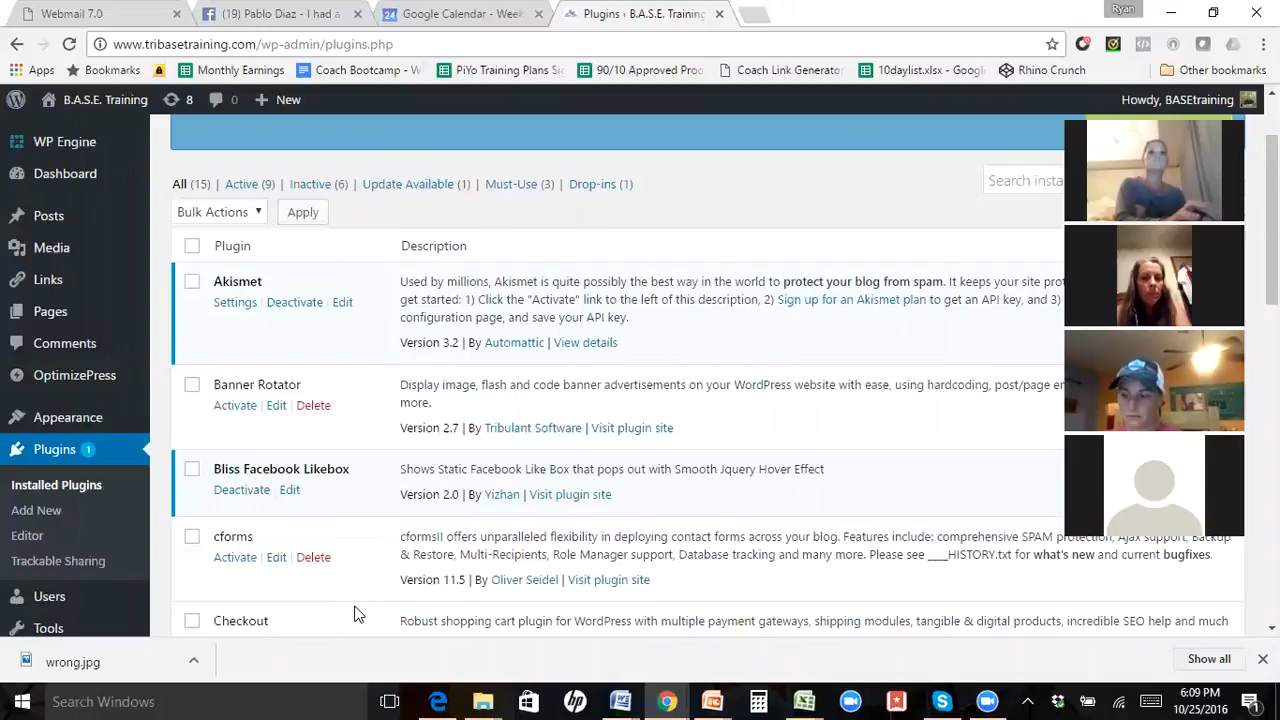 Webmail 7.0
(19) Pablo Diaz - I had a
24
Google Calendar - Week
Plugins ‹ B.A.S.E. Training
Ryan
www.tribasetraining.com/wp-admin/plugins.php
Apps
Bookmarks
Monthly Earnings
Coach Bootcamp - W
PiYo Training Plans Sig
90/10 Approved Proc
Coach Link Generator
10daylist.xlsx - Google
Rhino Crunch
Other bookmarks
B.A.S.E. Training
8
0
New
Howdy, BASEtraining
WP Engine
Dashboard
Posts
Media
Links
Pages
Comments
OptimizePress
Appearance
Plugins 1
Installed Plugins
Add New
Editor
Trackable Sharing
Users
Tools
All (15) | Active (9) | Inactive (6) | Update Available (1) | Must-Use (3) | Drop-ins (1)
Search insta
Bulk Actions
Apply
Plugin
Description
Akismet
Settings | Deactivate | Edit
Used by millions, Akismet is quite possibly the best way in the world to protect your blog from spam. It keeps your site prot
get started: 1) Click the "Activate" link to the left of this description, 2) Sign up for an Akismet plan to get an API key, and 3)
configuration page, and save your API key.
Version 3.2 | By Automattic | View details
Banner Rotator
Activate | Edit | Delete
Display image, flash and code banner advertisements on your WordPress website with ease, using hardcoding, post/page en
more.
Version 2.7 | By Tribulant Software | Visit plugin site
Bliss Facebook Likebox
Deactivate | Edit
Shows Static Facebook Like Box that pops out with Smooth Jquery Hover Effect
Version 2.0 | By Yizhan | Visit plugin site
cforms
Activate | Edit | Delete
cforms!! offers unparalleled flexibility in deploying contact forms across your blog. Features include: comprehensive SPAM protection, Ajax support, Backup
& Restore, Multi-Recipients, Role Manager support, Database tracking and many more. Please see ____HISTORY.txt for what's new and current bugfixes.
Version 11.5 | By Oliver Seidel | Visit plugin site
Checkout
Robust shopping cart plugin for WordPress with multiple payment gateways, shipping modules, tangible & digital products, incredible SEO help and much
wrong.jpg
Show all
Search Windows
6:09 PM
10/25/2016
1